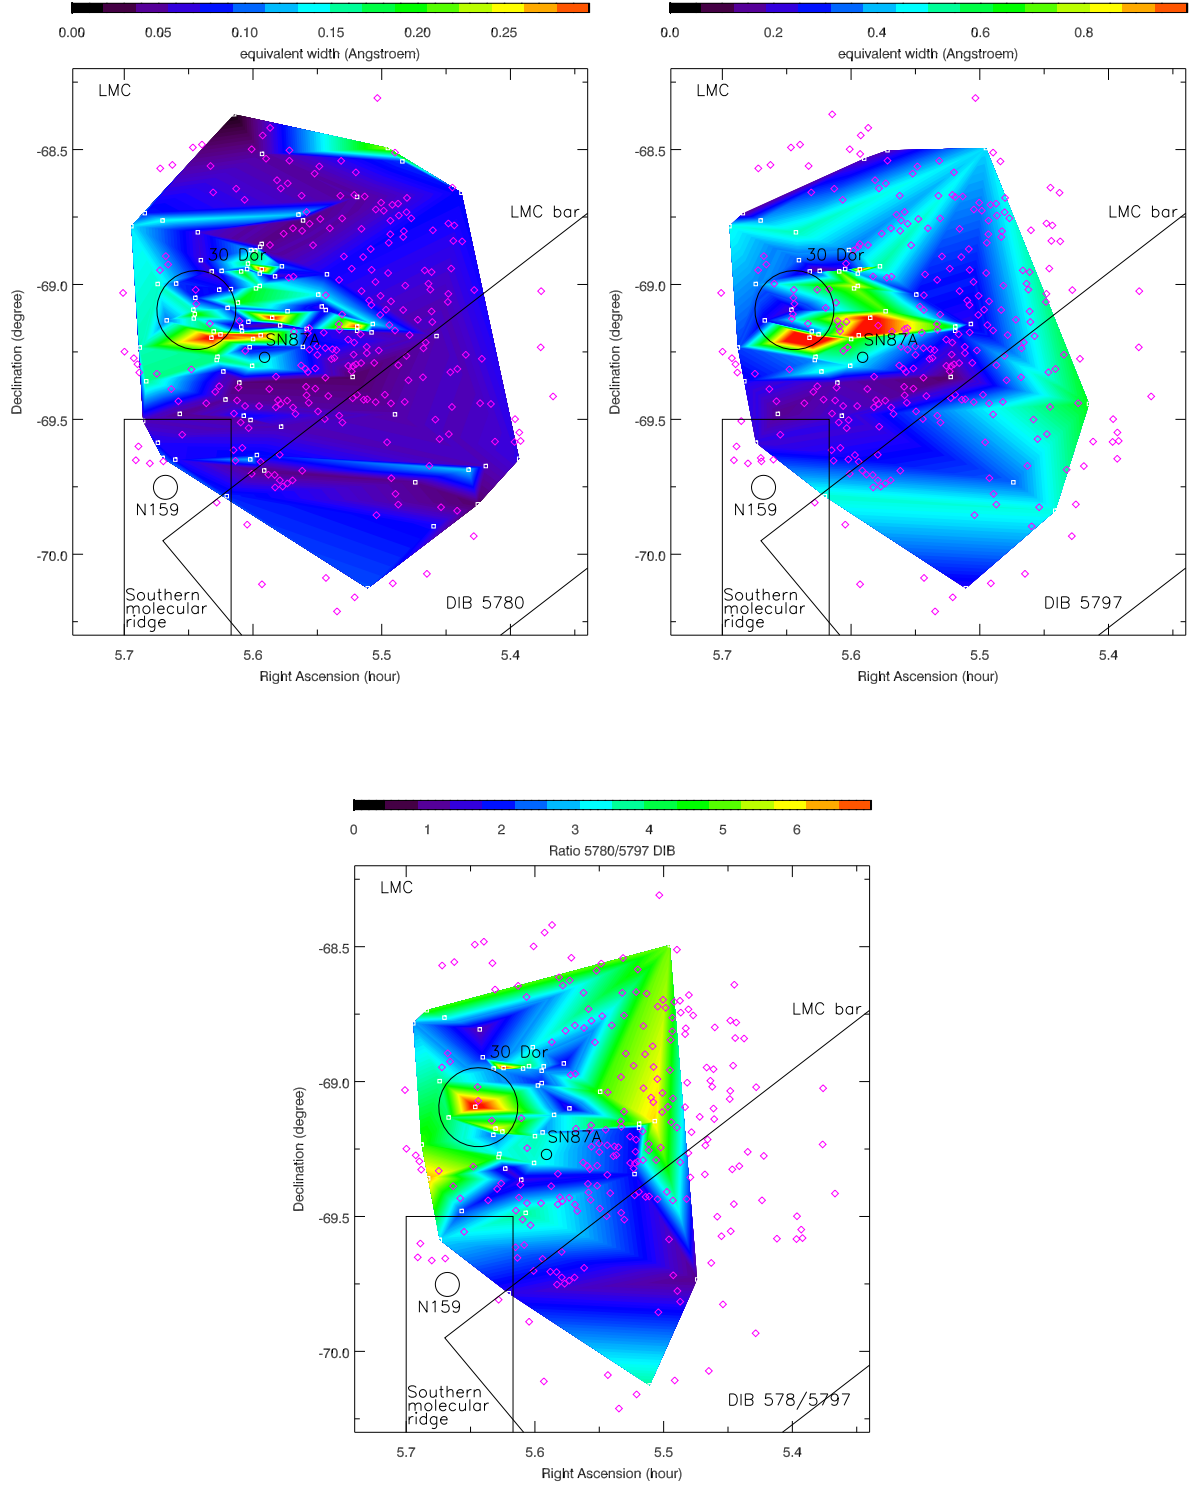 0.00 0.05 0.10 0.15 0.20 0.25
equivalent width (Angstroem)
LMC
LMC bar
30 Dor
SN87A
N159
Southern
molecular
ridge
DIB 5780
-68.5
-69.0
-69.5
-70.0
Declination (degree)
5.7 5.6 5.5 5.4
Right Ascension (hour)
0.0 0.2 0.4 0.6 0.8
equivalent width (Angstroem)
LMC
LMC bar
30 Dor
SN87A
N159
Southern
molecular
ridge
DIB 5797
-68.5
-69.0
-69.5
-70.0
Declination (degree)
5.7 5.6 5.5 5.4
Right Ascension (hour)
0 1 2 3 4 5 6
Ratio 5780/5797 DIB
LMC
LMC bar
30 Dor
SN87A
N159
Southern
molecular
ridge
DIB 578/5797
-68.5
-69.0
-69.5
-70.0
Declination (degree)
5.7 5.6 5.5 5.4
Right Ascension (hour)